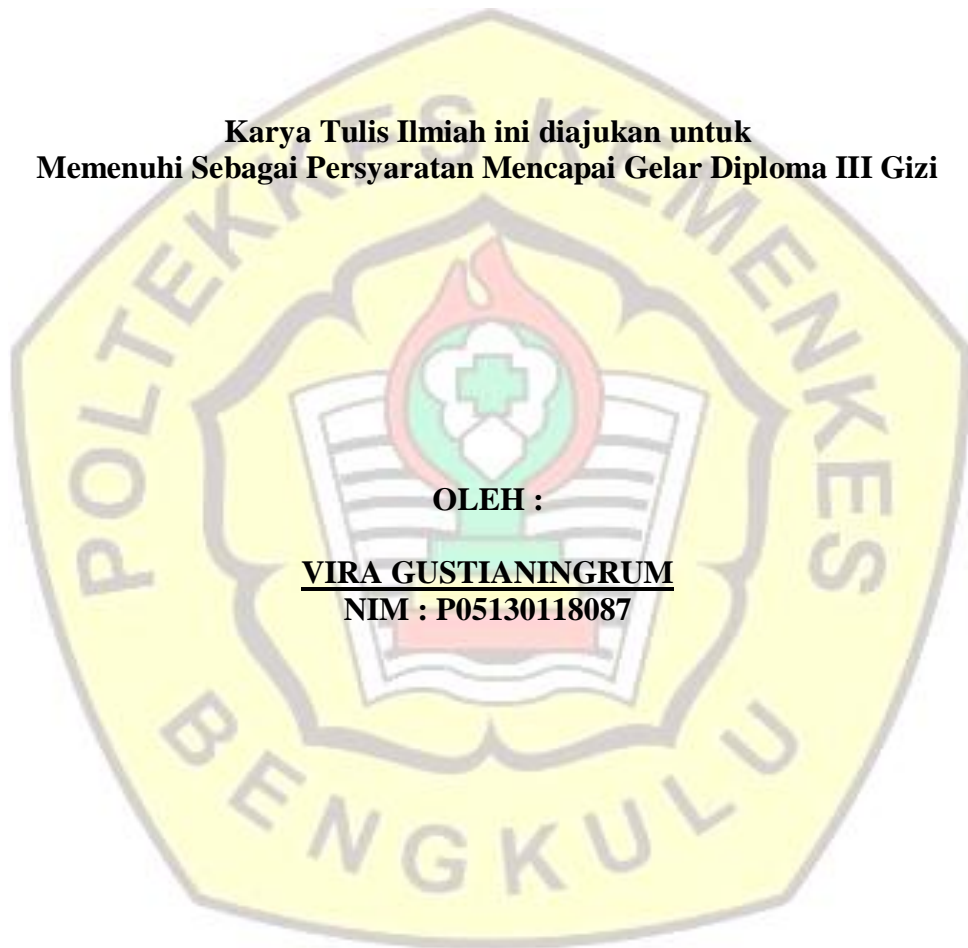 Karya Tulis Ilmiah ini diajukan untuk
Memenuhi Sebagai Persyaratan Mencapai Gelar Diploma III Gizi
POLTEKKES KEMENKES
OLEH :
VIRA GUSTIANINGRUM
NIM : P05130118087
BENGKULU